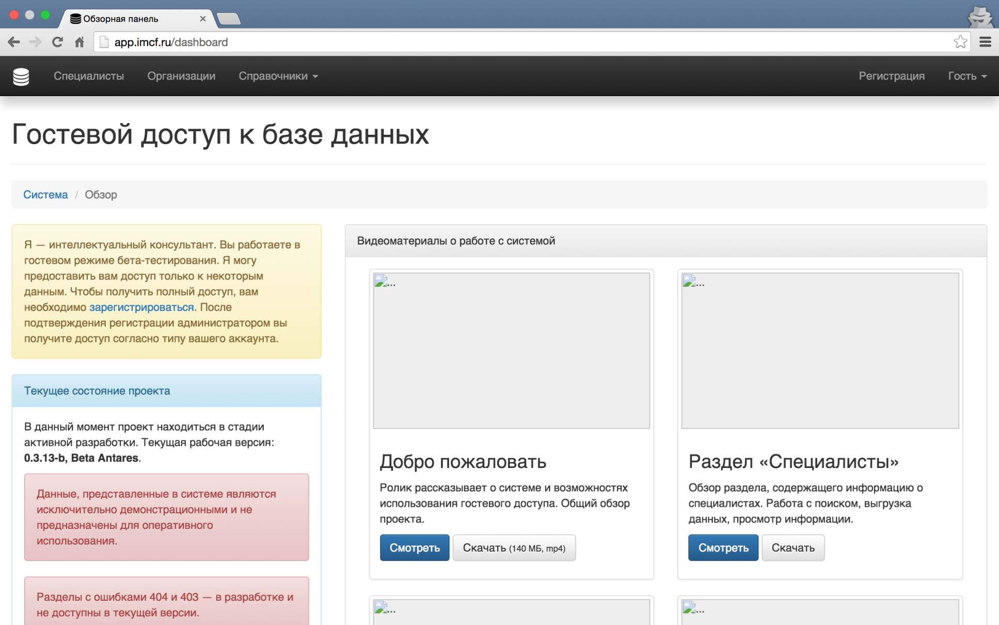 Обзорная панель
app.imcf.ru/dashboard
Специалисты Организации Справочники Регистрация Гость
Гостевой доступ к базе данных
Система / Обзор
Я — интеллектуальный консультант. Вы работаете в
гостевом режиме бета-тестирования. Я могу
предоставить вам доступ только к некоторым
данным. Чтобы получить полный доступ, вам
необходимо зарегистрироваться. После
подтверждения регистрации администратором вы
получите доступ согласно типу вашего аккаунта.
Текущее состояние проекта
В данный момент проект находиться в стадии
активной разработки. Текущая рабочая версия:
0.3.13-b, Beta Antares.
Данные, представленные в системе являются
исключительно демонстрационными и не
предназначены для оперативного
использования.
Разделы с ошибками 404 и 403 — в разработке и
не доступны в текущей версии.
Видеоматериалы о работе с системой
...
Добро пожаловать
Ролик рассказывает о системе и возможностях
использования гостевого доступа. Общий обзор
проекта.
Смотреть Скачать (140 МБ, mp4)
...
Раздел «Специалисты»
Обзор раздела, содержащего информацию о
специалистах. Работа с поиском, выгрузка
данных, просмотр информации.
Смотреть Скачать
...
...